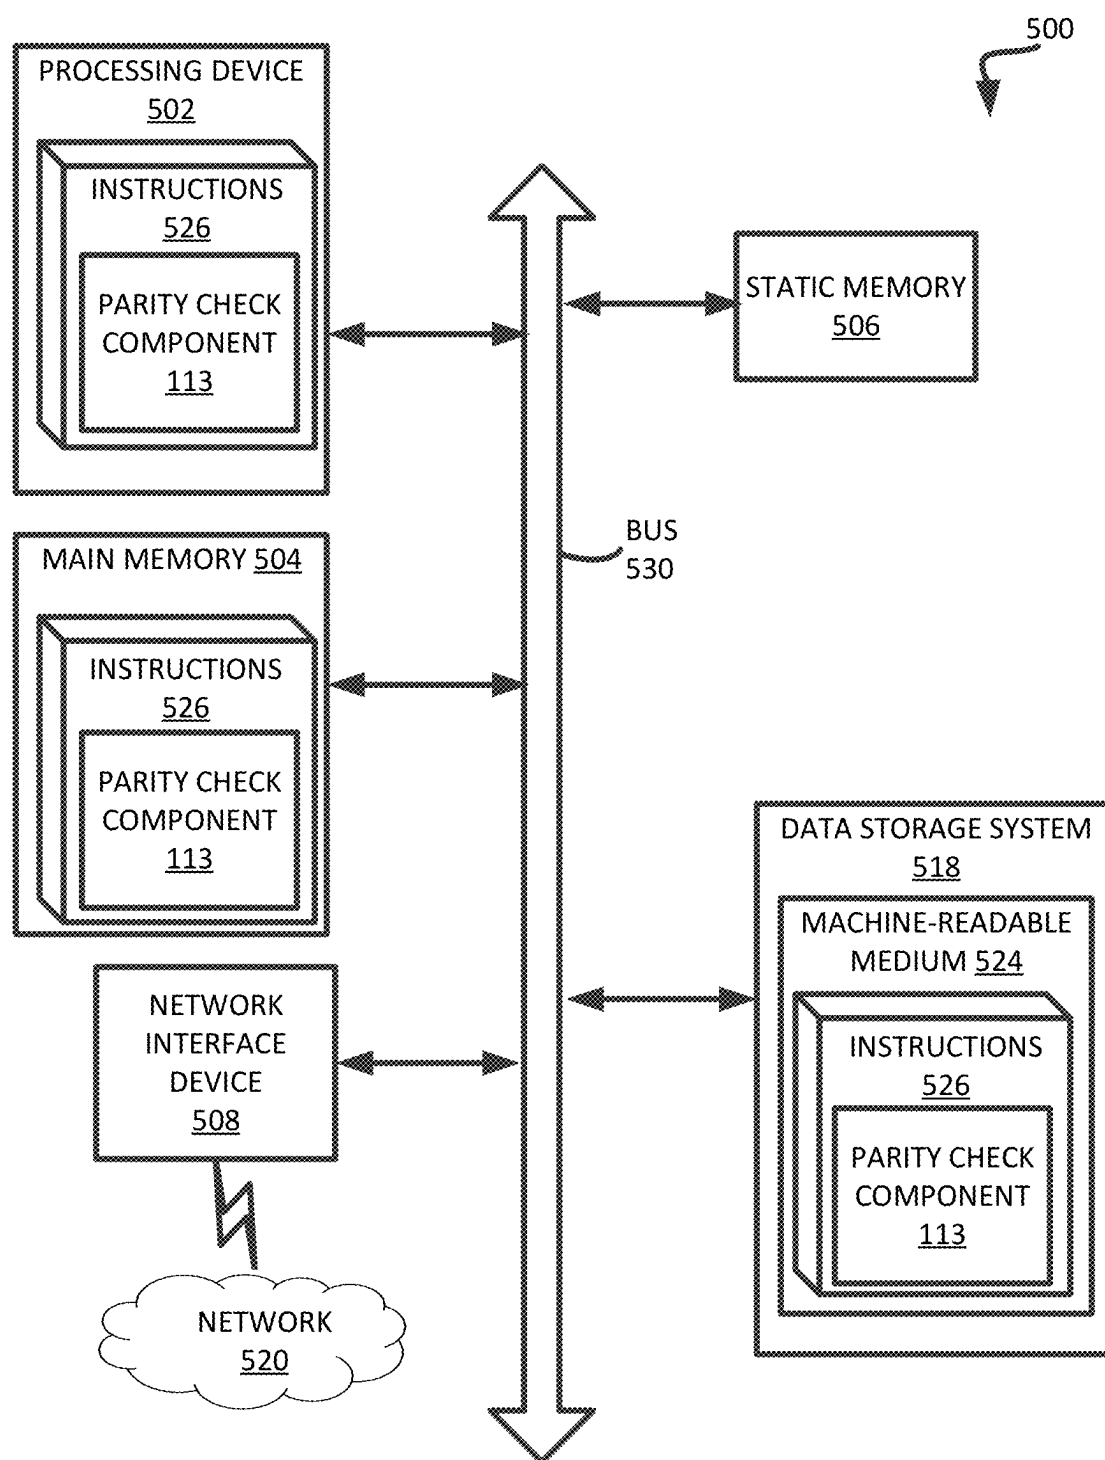 500
PROCESSING DEVICE
502
INSTRUCTIONS
526
PARITY CHECK
COMPONENT
113
STATIC MEMORY
506
BUS
530
MAIN MEMORY 504
INSTRUCTIONS
526
PARITY CHECK
COMPONENT
113
DATA STORAGE SYSTEM
518
MACHINE-READABLE
MEDIUM 524
INSTRUCTIONS
526
PARITY CHECK
COMPONENT
113
NETWORK
INTERFACE
DEVICE
508
NETWORK
520